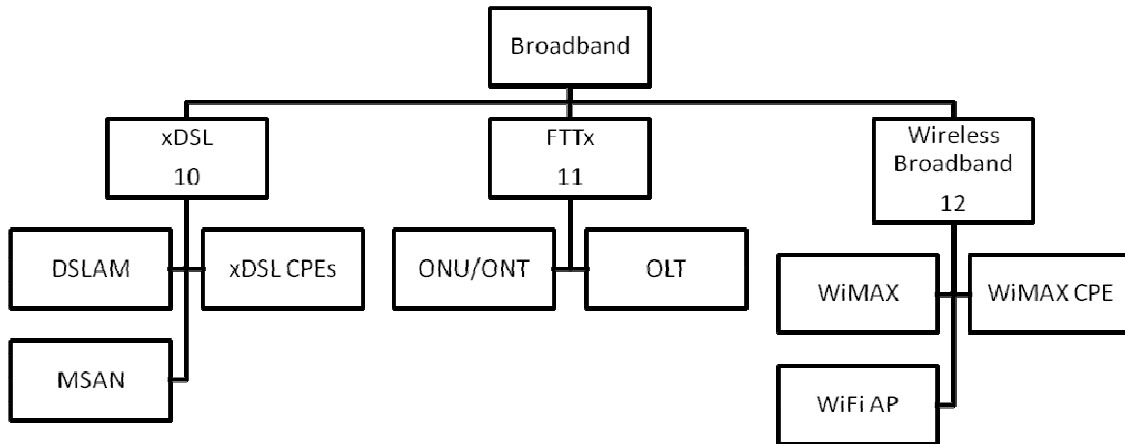 Broadband
xDSL
10
FTTx
11
Wireless
Broadband
12
DSLAM
xDSL CPEs
MSAN
ONU/ONT
OLT
WiMAX
WiMAX CPE
WiFi AP